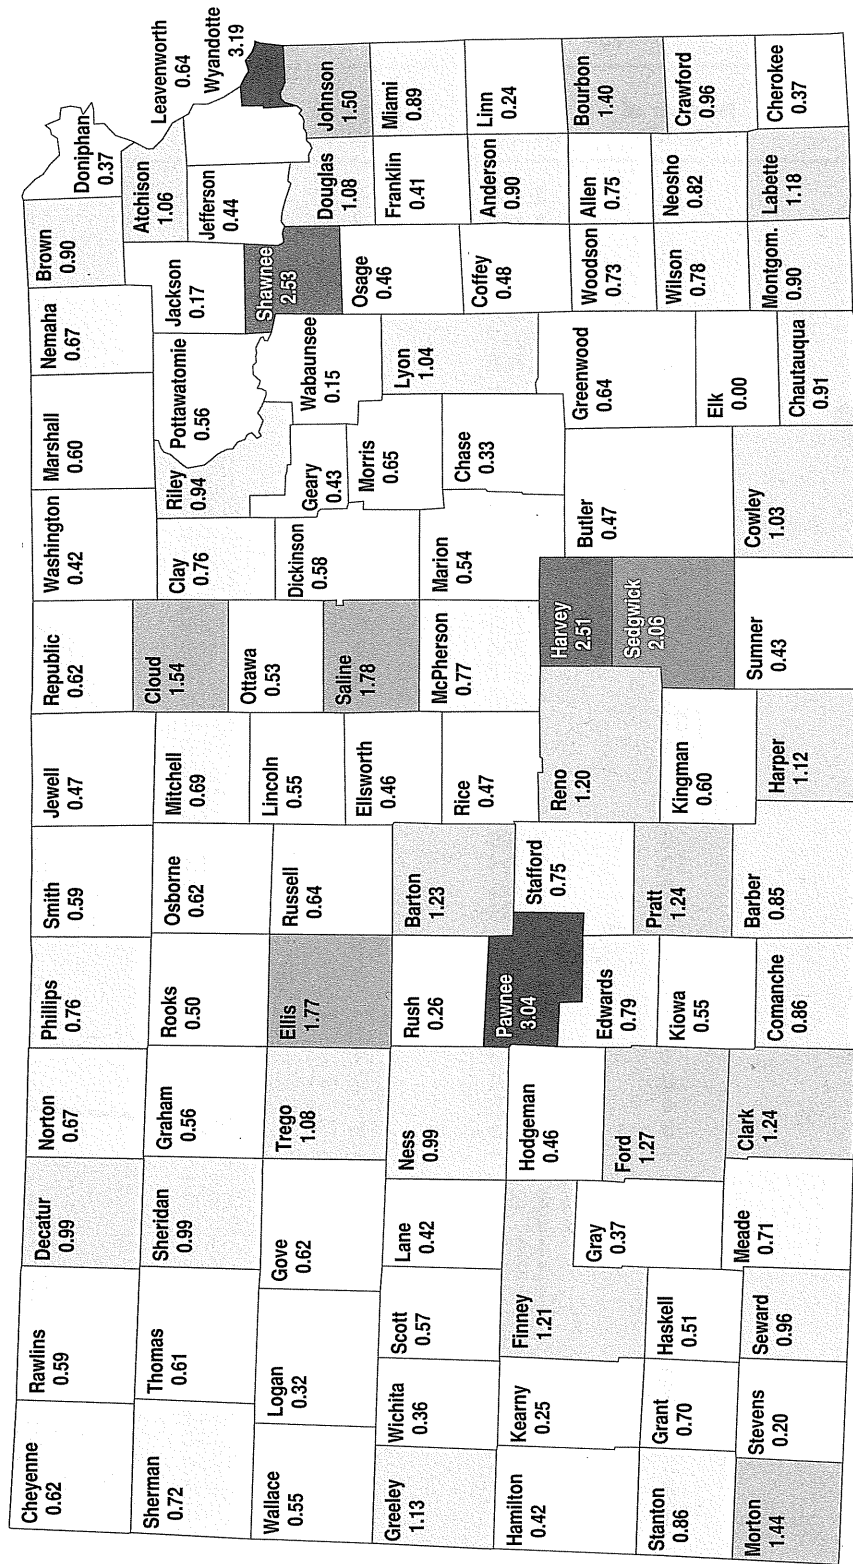 Cheyenne
0.62
Rawlins
0.59
Decatur
0.99
Norton
0.67
Phillips
0.76
Smith
0.59
Jewell
0.47
Republic
0.62
Washington
0.42
Marshall
0.60
Nemaha
0.67
Brown
0.90
Doniphan
0.37
Sherman
0.72
Thomas
0.61
Sheridan
0.99
Graham
0.56
Rooks
0.50
Osborne
0.62
Mitchell
0.69
Cloud
1.54
Clay
0.76
Riley
0.94
Pottawatomie
0.56
Jackson
0.17
Atchison
1.06
Jefferson
0.44
Leavenworth
0.64
Wyandotte
3.19
Wallace
0.55
Logan
0.32
Gove
0.62
Trego
1.08
Ellis
1.77
Russell
0.64
Lincoln
0.55
Ottawa
0.53
Dickinson
0.58
Geary
0.43
Wabaunsee
0.15
Shawnee
2.53
Douglas
1.08
Johnson
1.50
Greeley
1.13
Wichita
0.36
Scott
0.57
Lane
0.42
Ness
0.99
Rush
0.26
Barton
1.23
Ellsworth
0.46
Saline
1.78
Morris
0.65
Osage
0.46
Franklin
0.41
Miami
0.89
Rice
0.47
McPherson
0.77
Marion
0.54
Chase
0.33
Lyon
1.04
Coffey
0.48
Anderson
0.90
Linn
0.24
Hamilton
0.42
Kearny
0.25
Finney
1.21
Hodgeman
0.46
Pawnee
3.04
Stafford
0.75
Reno
1.20
Harvey
2.51
Butler
0.47
Greenwood
0.64
Woodson
0.73
Allen
0.75
Bourbon
1.40
Gray
0.37
Ford
1.27
Edwards
0.79
Sedgwick
2.06
Stanton
0.86
Grant
0.70
Haskell
0.51
Kiowa
0.55
Pratt
1.24
Kingman
0.60
Elk
0.00
Wilson
0.78
Neosho
0.82
Crawford
0.96
Morton
1.44
Stevens
0.20
Seward
0.96
Meade
0.71
Clark
1.24
Comanche
0.86
Barber
0.85
Harper
1.12
Sumner
0.43
Cowley
1.03
Chautauqua
0.91
Montgom.
0.90
Labette
1.18
Cherokee
0.37